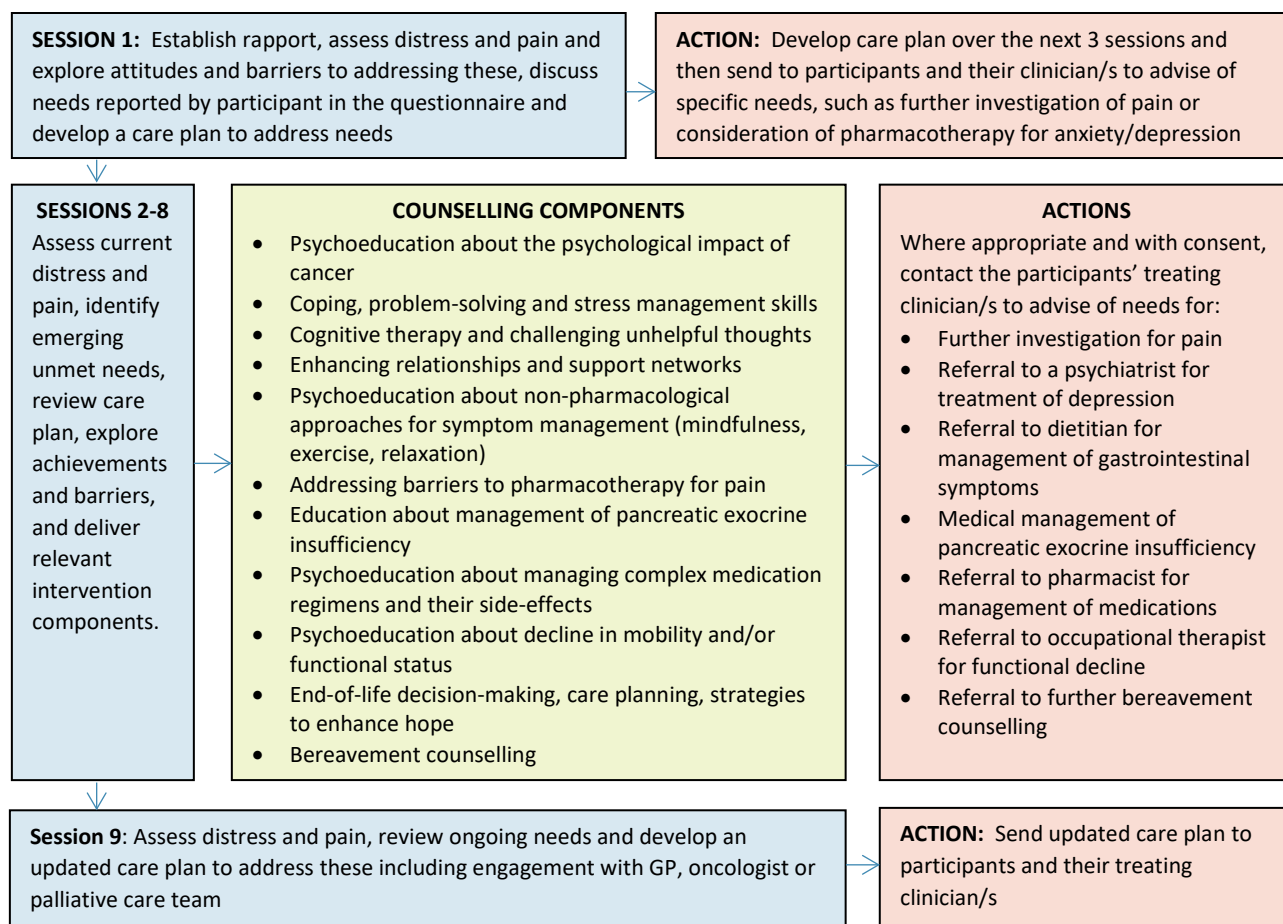 SESSION 1: Establish rapport, assess distress and pain and
explore attitudes and barriers to addressing these, discuss
needs reported by participant in the questionnaire and
develop a care plan to address needs
ACTION: Develop care plan over the next 3 sessions and
then send to participants and their clinician/s to advise of
specific needs, such as further investigation of pain or
consideration of pharmacotherapy for anxiety/depression
SESSIONS 2-8
Assess current
distress and
pain, identify
emerging
unmet needs,
review care
plan, explore
achievements
and barriers,
and deliver
relevant
intervention
components.
COUNSELLING COMPONENTS
• Psychoeducation about the psychological impact of
cancer
• Coping, problem-solving and stress management skills
• Cognitive therapy and challenging unhelpful thoughts
• Enhancing relationships and support networks
• Psychoeducation about non-pharmacological
approaches for symptom management (mindfulness,
exercise, relaxation)
• Addressing barriers to pharmacotherapy for pain
• Education about management of pancreatic exocrine
insufficiency
• Psychoeducation about managing complex medication
regimens and their side-effects
• Psychoeducation about decline in mobility and/or
functional status
• End-of-life decision-making, care planning, strategies
to enhance hope
• Bereavement counselling
ACTIONS
Where appropriate and with consent,
contact the participants’ treating
clinician/s to advise of needs for:
• Further investigation for pain
• Referral to a psychiatrist for
treatment of depression
• Referral to dietitian for
management of gastrointestinal
symptoms
• Medical management of
pancreatic exocrine insufficiency
• Referral to pharmacist for
management of medications
• Referral to occupational therapist
for functional decline
• Referral to further bereavement
counselling
Session 9: Assess distress and pain, review ongoing needs and develop an
updated care plan to address these including engagement with GP, oncologist or
palliative care team
ACTION: Send updated care plan to
participants and their treating
clinician/s